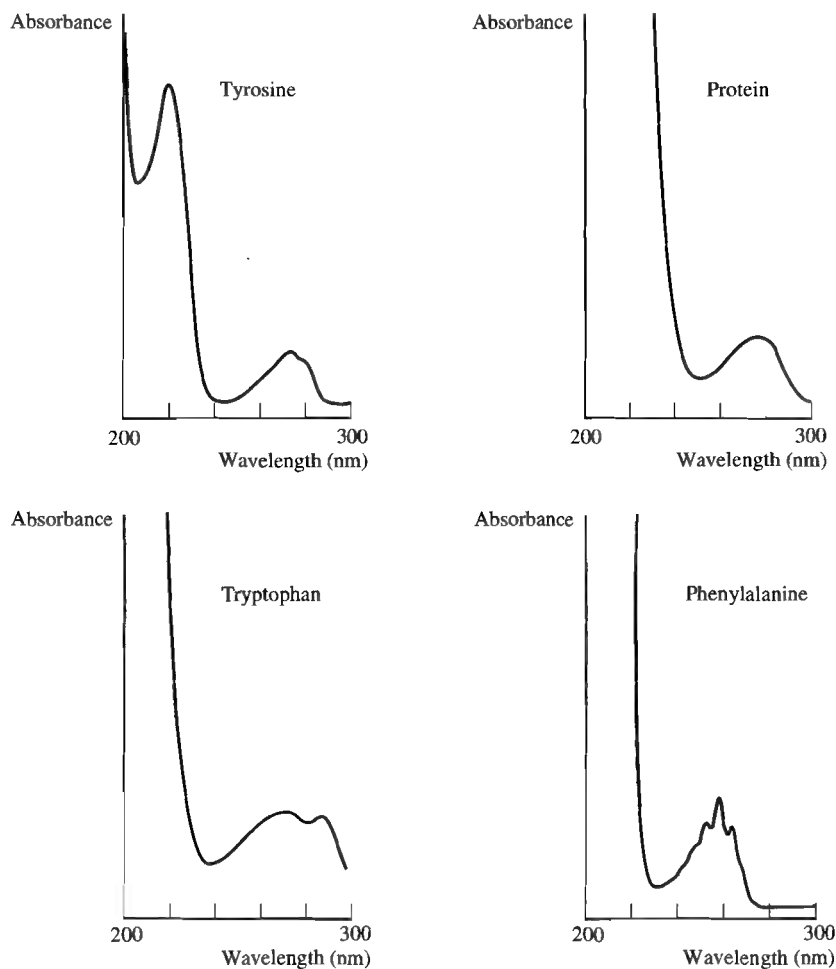 Absorbance
Tyrosine
200
300
Wavelength (nm)
Absorbance
Protein
200
300
Wavelength (nm)
Absorbance
Tryptophan
200
300
Wavelength (nm)
Absorbance
Phenylalanine
200
300
Wavelength (nm)